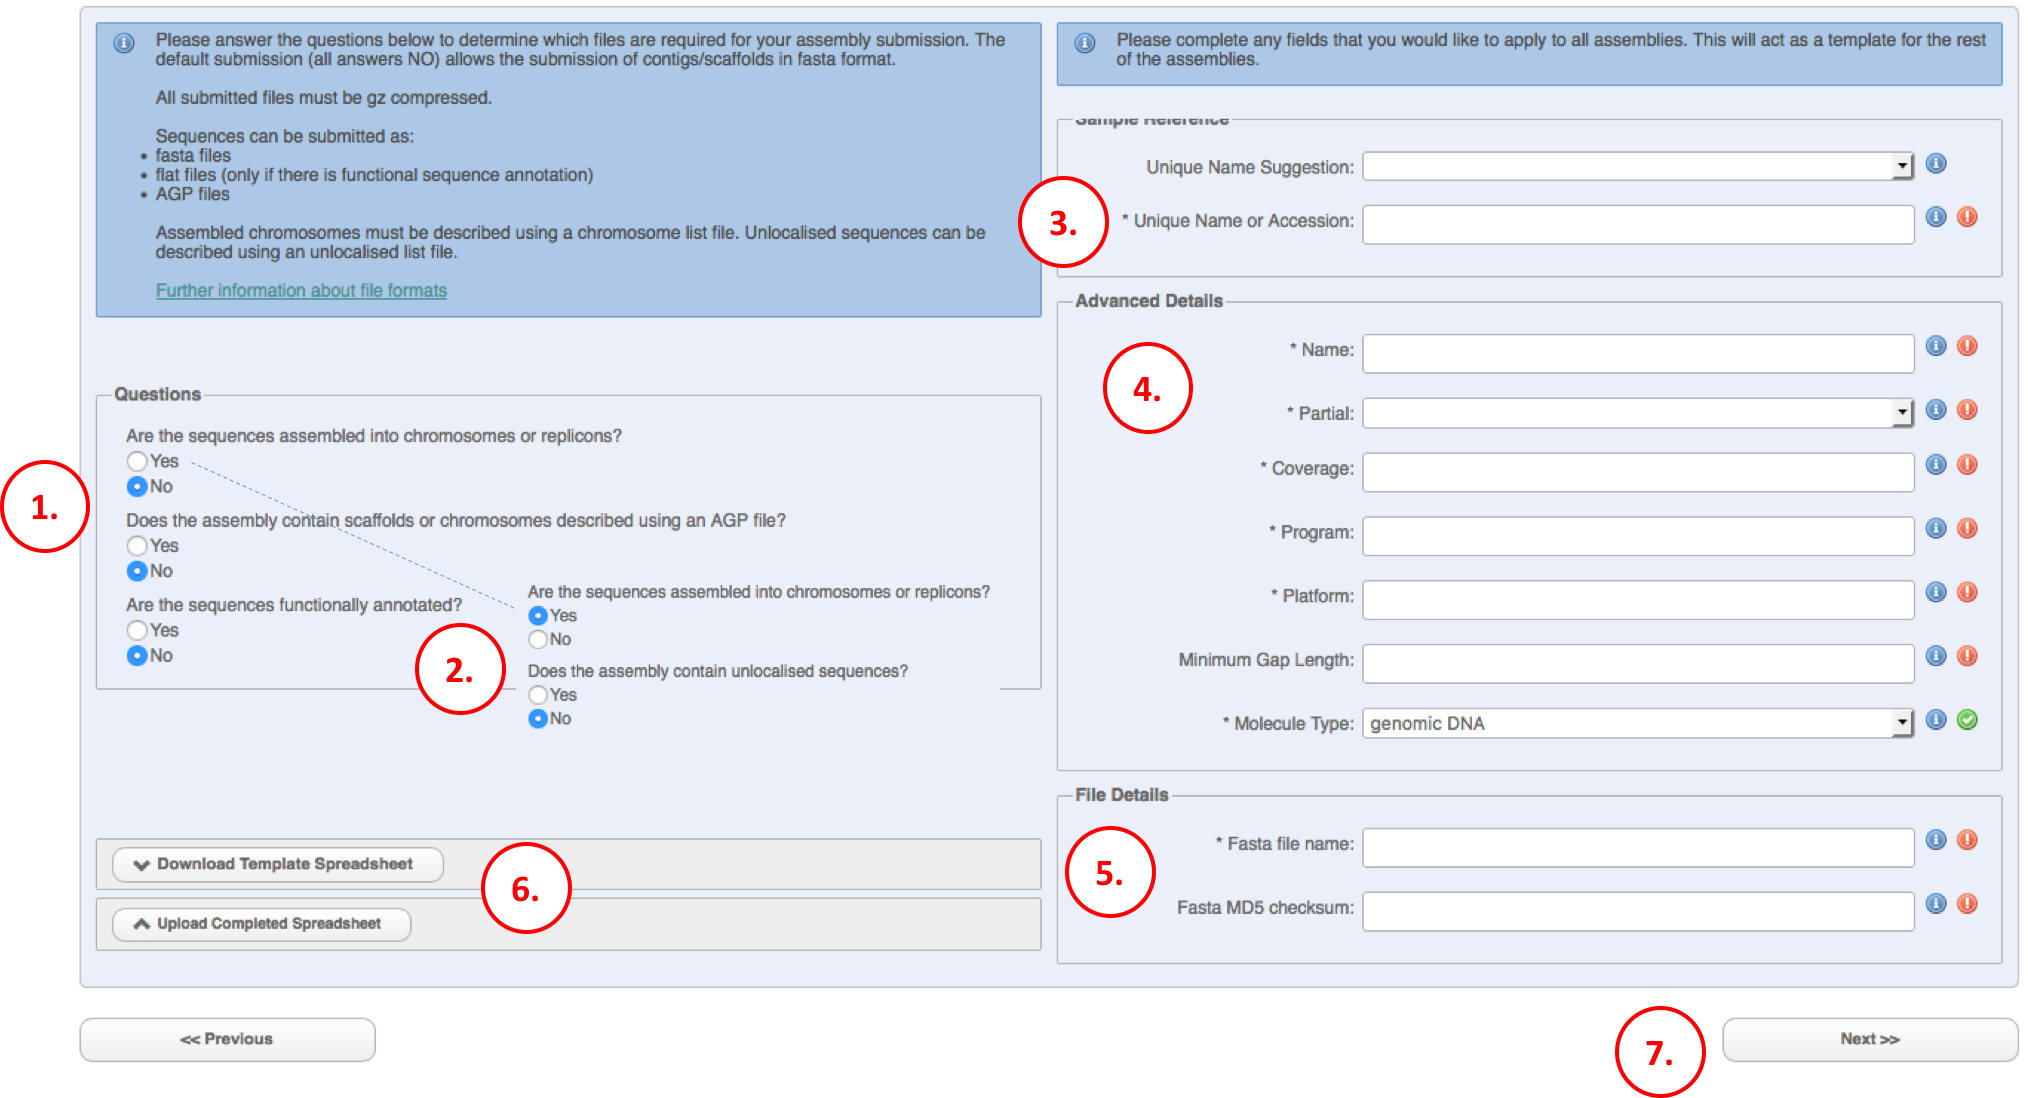 Please answer the questions below to determine which files are required for your assembly submission. The
default submission (all answers NO) allows the submission of contigs/scaffolds in fasta format.
All submitted files must be gz compressed.
Sequences can be submitted as:
• fasta files
• flat files (only if there is functional sequence annotation)
• AGP files
Assembled chromosomes must be described using a chromosome list file. Unlocalised sequences can be
described using an unlocalised list file.
Further information about file formats
Questions
Are the sequences assembled into chromosomes or replicons?
Yes
No
1.
Does the assembly contain scaffolds or chromosomes described using an AGP file?
Yes
No
Are the sequences functionally annotated?
Yes
No
2.
Are the sequences assembled into chromosomes or replicons?
Yes
No
Does the assembly contain unlocalised sequences?
Yes
No
Download Template Spreadsheet
6.
Upload Completed Spreadsheet
Please complete any fields that you would like to apply to all assemblies. This will act as a template for the rest
of the assemblies.
Sample Reference
Unique Name Suggestion:
3.
* Unique Name or Accession:
Advanced Details
4.
* Name:
* Partial:
* Coverage:
* Program:
* Platform:
Minimum Gap Length:
* Molecule Type: genomic DNA
File Details
5.
* Fasta file name:
Fasta MD5 checksum:
<< Previous
7.
Next >>